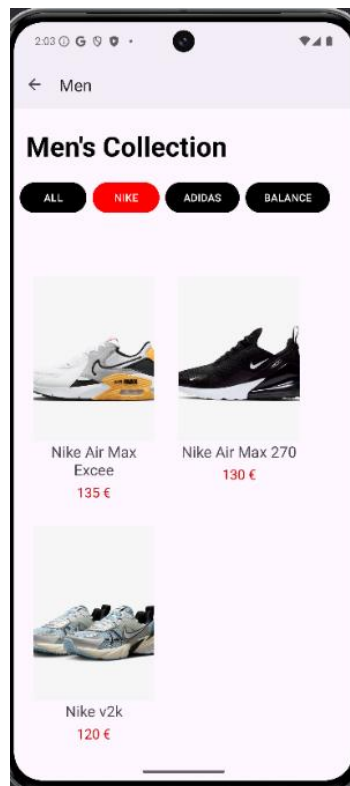 2:03 G
Men
Men's Collection
ALL NIKE ADIDAS BALANCE
Nike Air Max
Excee
135 €
Nike Air Max 270
130 €
Nike v2k
120 €